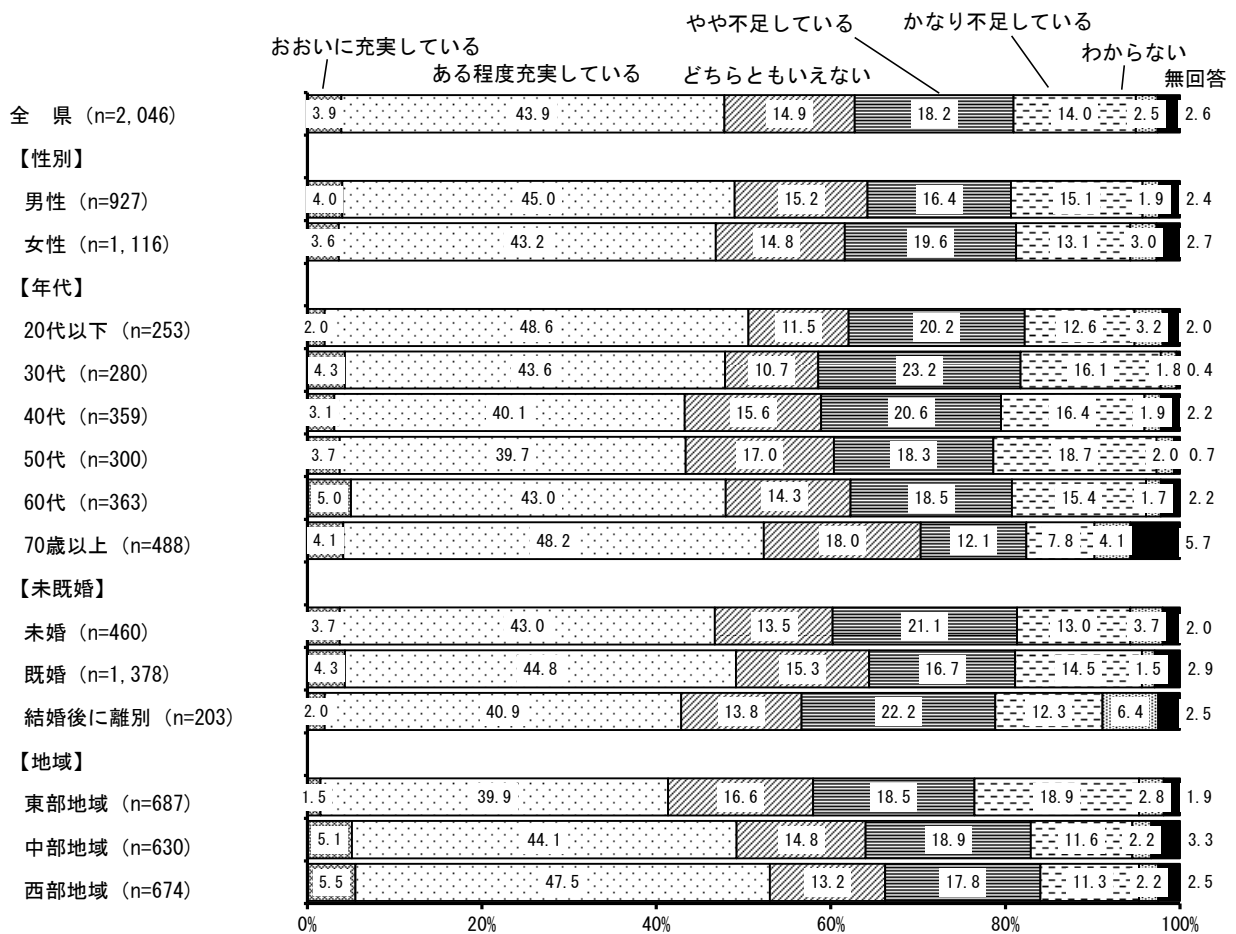 やや不足している かなり不足している
おおいに充実している わからない
ある程度充実している どちらともいえない 無回答
全 県 (n=2,046) 3.9 43.9 14.9 18.2 14.0 2.5 2.6
【性別】
男性 (n=927) 4.0 45.0 15.2 16.4 15.1 1.9 2.4
女性 (n=1,116) 3.6 43.2 14.8 19.6 13.1 3.0 2.7
【年代】
20代以下 (n=253) 2.0 48.6 11.5 20.2 12.6 3.2 2.0
30代 (n=280) 4.3 43.6 10.7 23.2 16.1 1.8 0.4
40代 (n=359) 3.1 40.1 15.6 20.6 16.4 1.9 2.2
50代 (n=300) 3.7 39.7 17.0 18.3 18.7 2.0 0.7
60代 (n=363) 5.0 43.0 14.3 18.5 15.4 1.7 2.2
70歳以上 (n=488) 4.1 48.2 18.0 12.1 7.8 4.1 5.7
【未既婚】
未婚 (n=460) 3.7 43.0 13.5 21.1 13.0 3.7 2.0
既婚 (n=1,378) 4.3 44.8 15.3 16.7 14.5 1.5 2.9
結婚後に離別 (n=203) 2.0 40.9 13.8 22.2 12.3 6.4 2.5
【地域】
東部地域 (n=687) 1.5 39.9 16.6 18.5 18.9 2.8 1.9
中部地域 (n=630) 5.1 44.1 14.8 18.9 11.6 2.2 3.3
西部地域 (n=674) 5.5 47.5 13.2 17.8 11.3 2.2 2.5
0% 20% 40% 60% 80% 100%